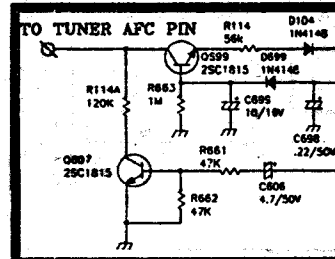 TO TUNER AFC PIN
R114
56k
D104
1N4148
Q599
2SC1815
D699
1N4148
R114A
120K
R663
1M
C695
10/16V
C698
.22/50V
Q607
2SC1815
R661
47K
R662
47K
C606
4.7/50V